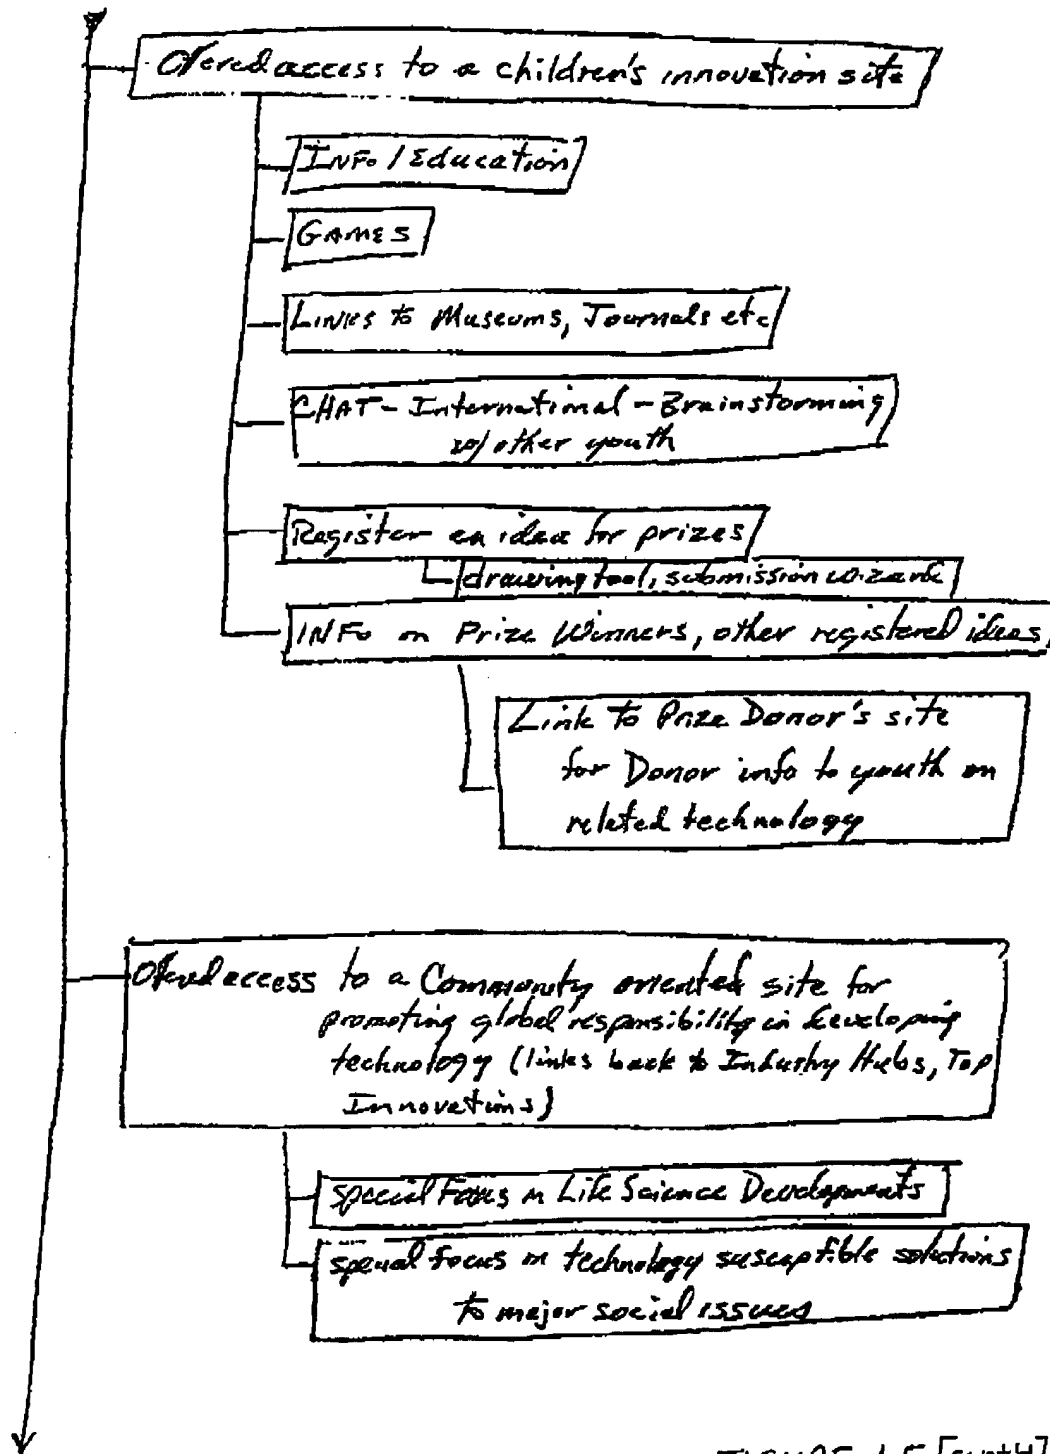 Offered access to a children's innovation site
INFO / Education
GAMES
Links to Museums, Journals etc
CHAT - International - Brainstorming
w/ other youth
Register an idea for prizes
drawing tool, submission wizard
INFO on Prize Winners, other registered ideas,
Link to Prize Donor's site
for Donor info to youth on
related technology
Offered access to a Community oriented site for
promoting global responsibility in developing
technology (links back to Industry Hubs, Top
Innovations)
special Focus on Life Science Developments
special focus on technology susceptible solutions
to major social issues